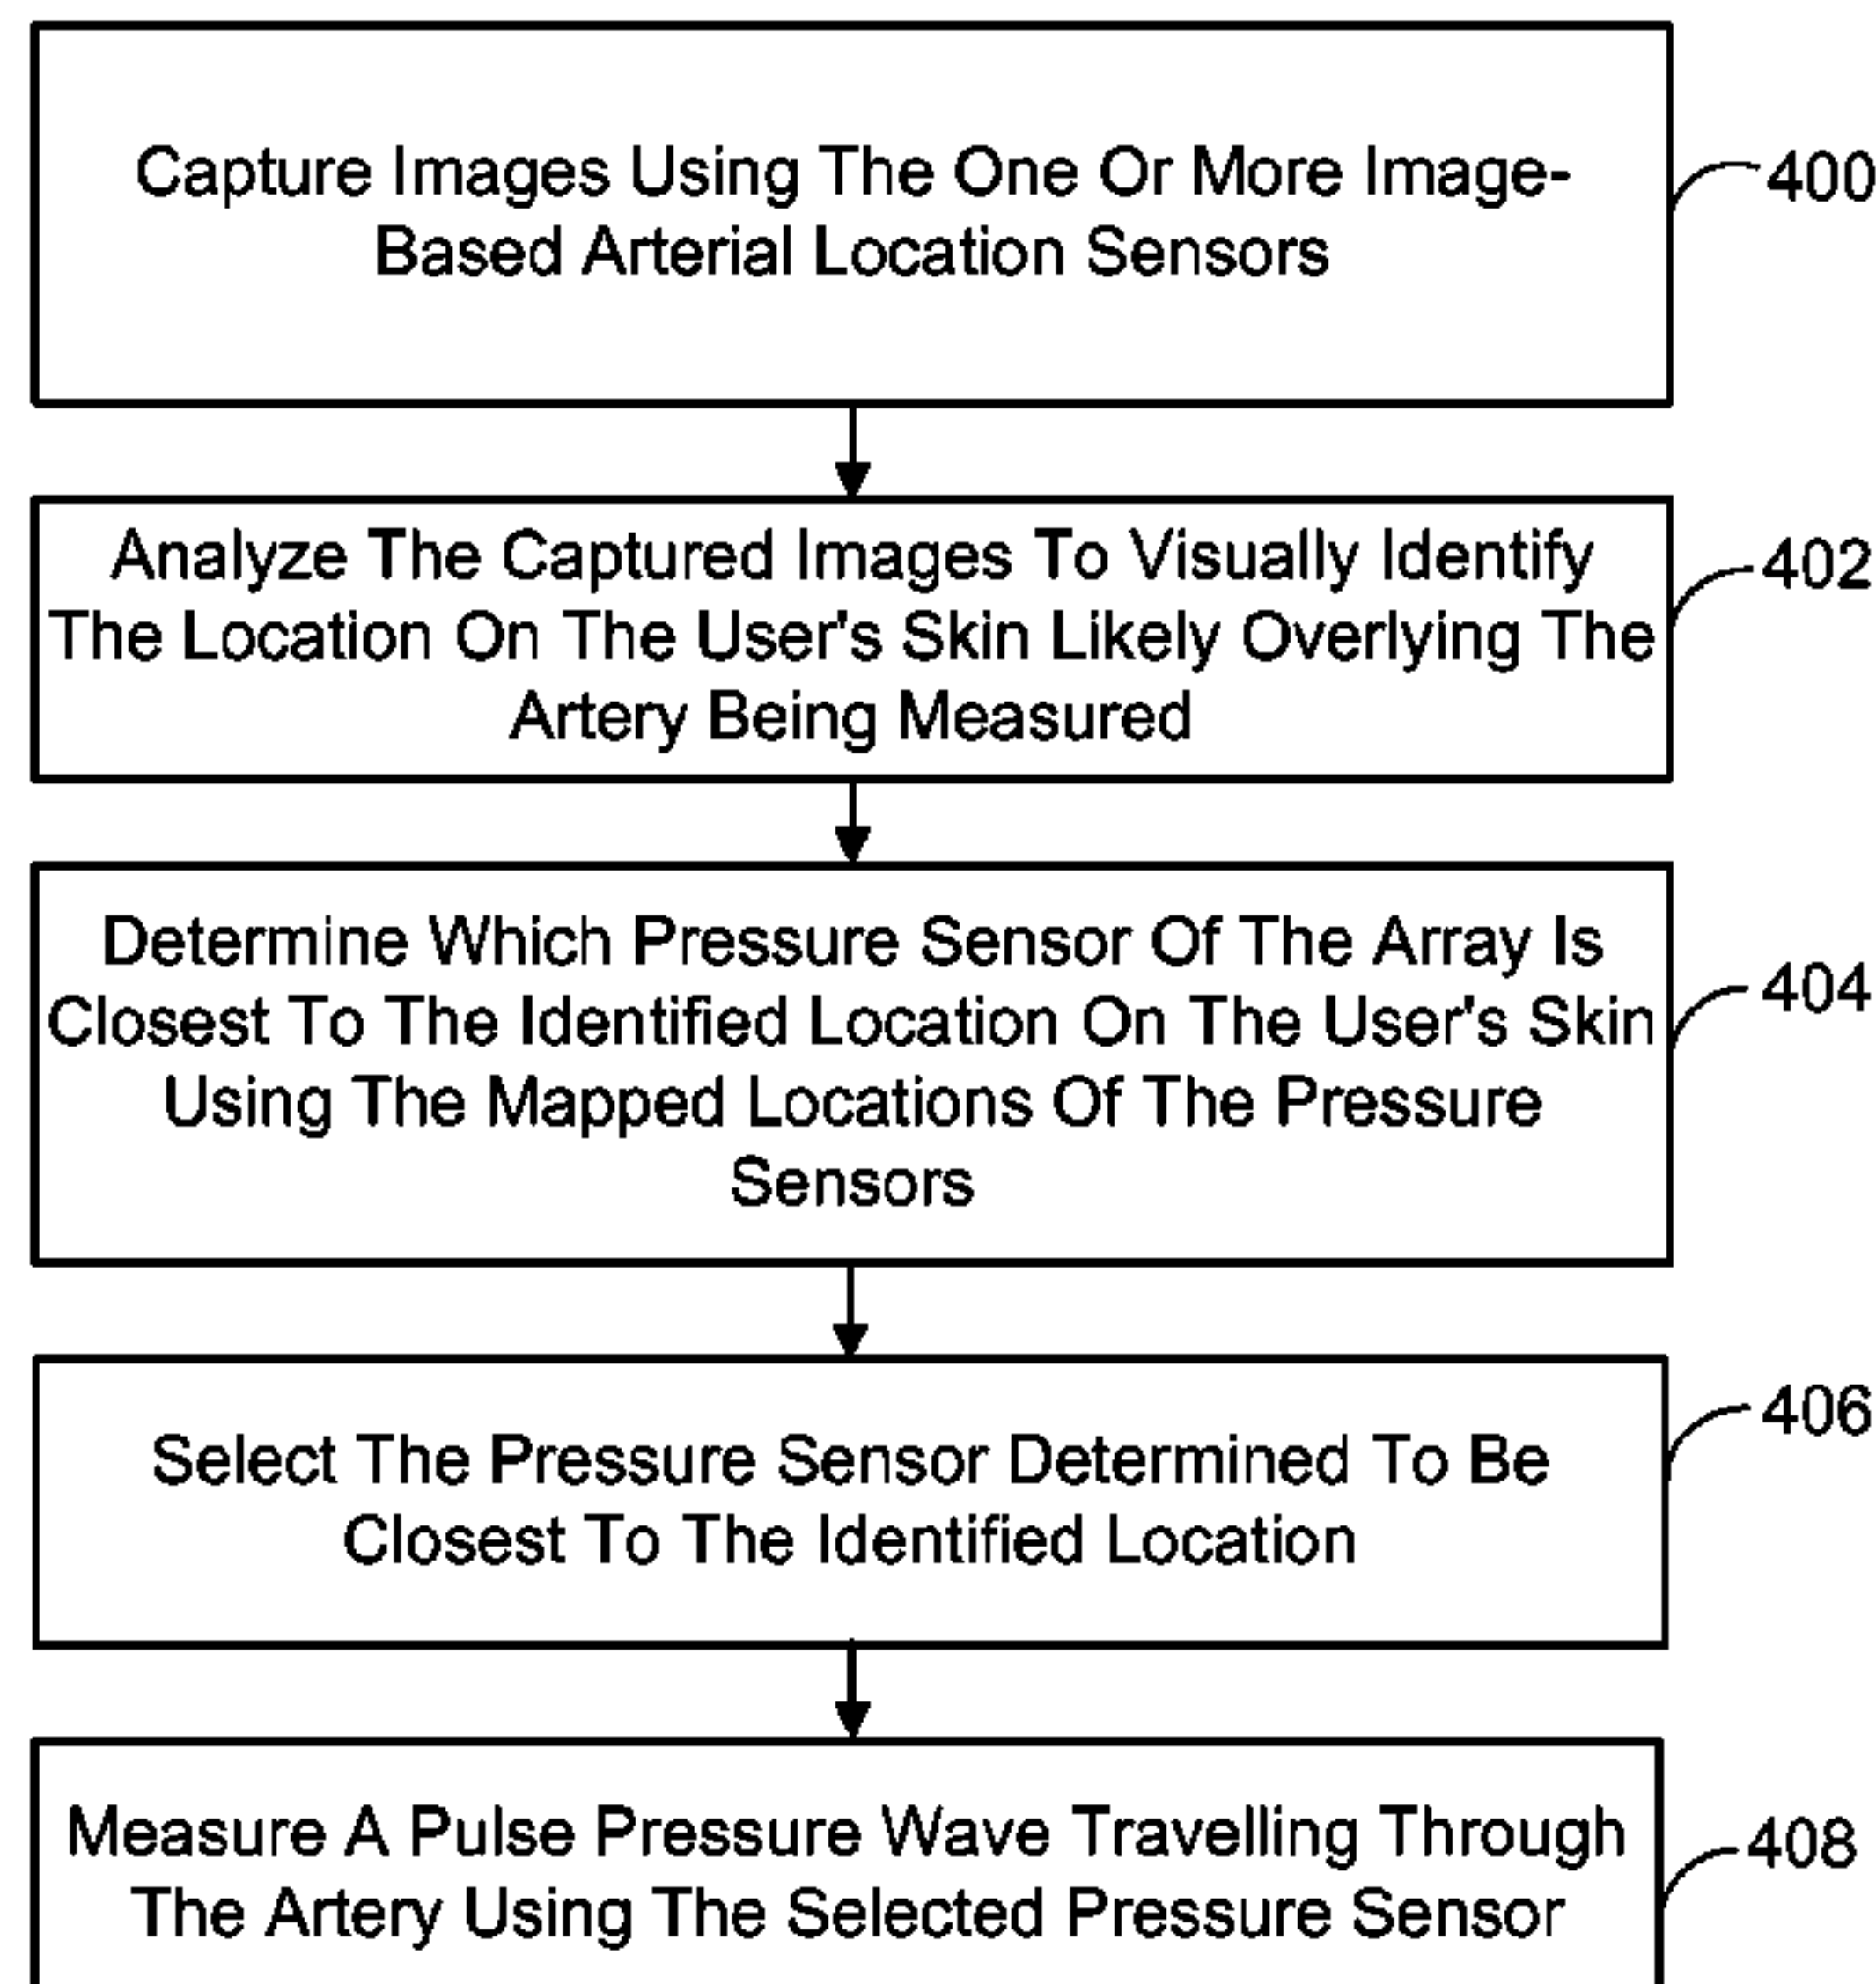 Capture Images Using The One Or More Image-
Based Arterial Location Sensors
400
Analyze The Captured Images To Visually Identify
The Location On The User's Skin Likely Overlying The
Artery Being Measured
402
Determine Which Pressure Sensor Of The Array Is
Closest To The Identified Location On The User's Skin
Using The Mapped Locations Of The Pressure
Sensors
404
Select The Pressure Sensor Determined To Be
Closest To The Identified Location
406
Measure A Pulse Pressure Wave Travelling Through
The Artery Using The Selected Pressure Sensor
408